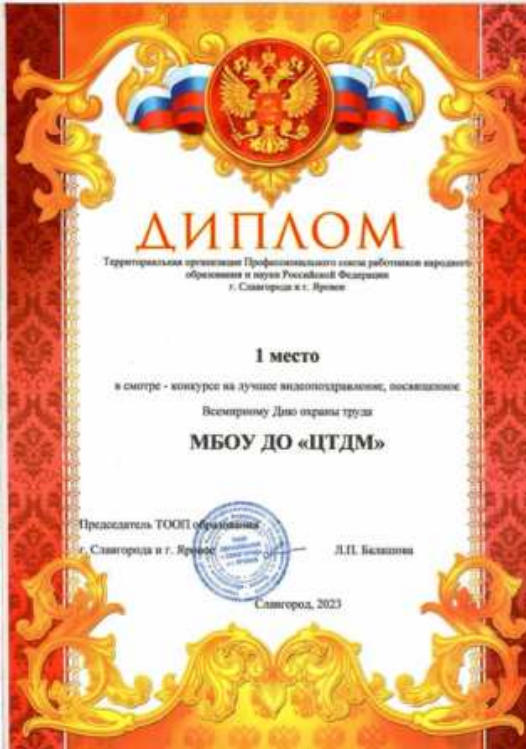 ДИПЛОМ
Территориальная организация Профессионального союза работников народного
образования и науки Российской Федерации
г. Славгорода и г. Яровое
1 место
в смотре - конкурсе на лучшее видеопоздравление, посвященное
Всемирному Дню охраны труда
МБОУ ДО «ЦТДМ»
Председатель ТООП образования
г. Славгорода и г. Яровое Л.П. Балашова
Славгород, 2023